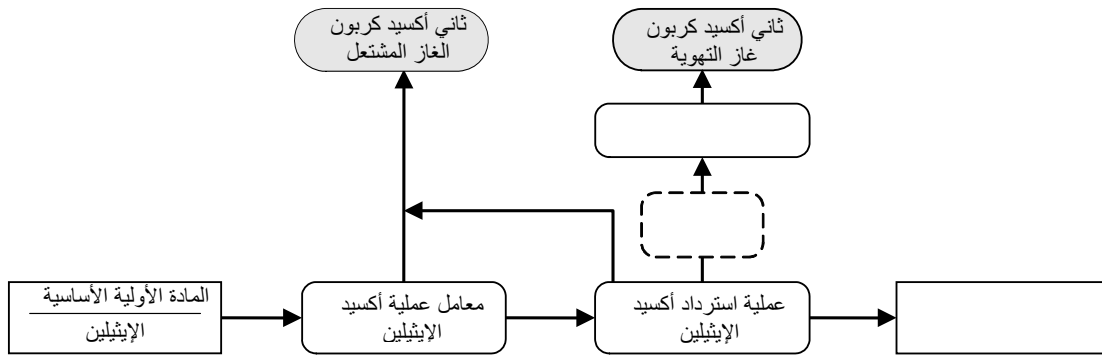 ثاني أكسيد كربون
الغاز المشتعل
ثاني أكسيد كربون
غاز التهوية
المادة الأولية الأساسية
الإيثيلين
معامل عملية أكسيد
الإيثيلين
عملية استرداد أكسيد
الإيثيلين